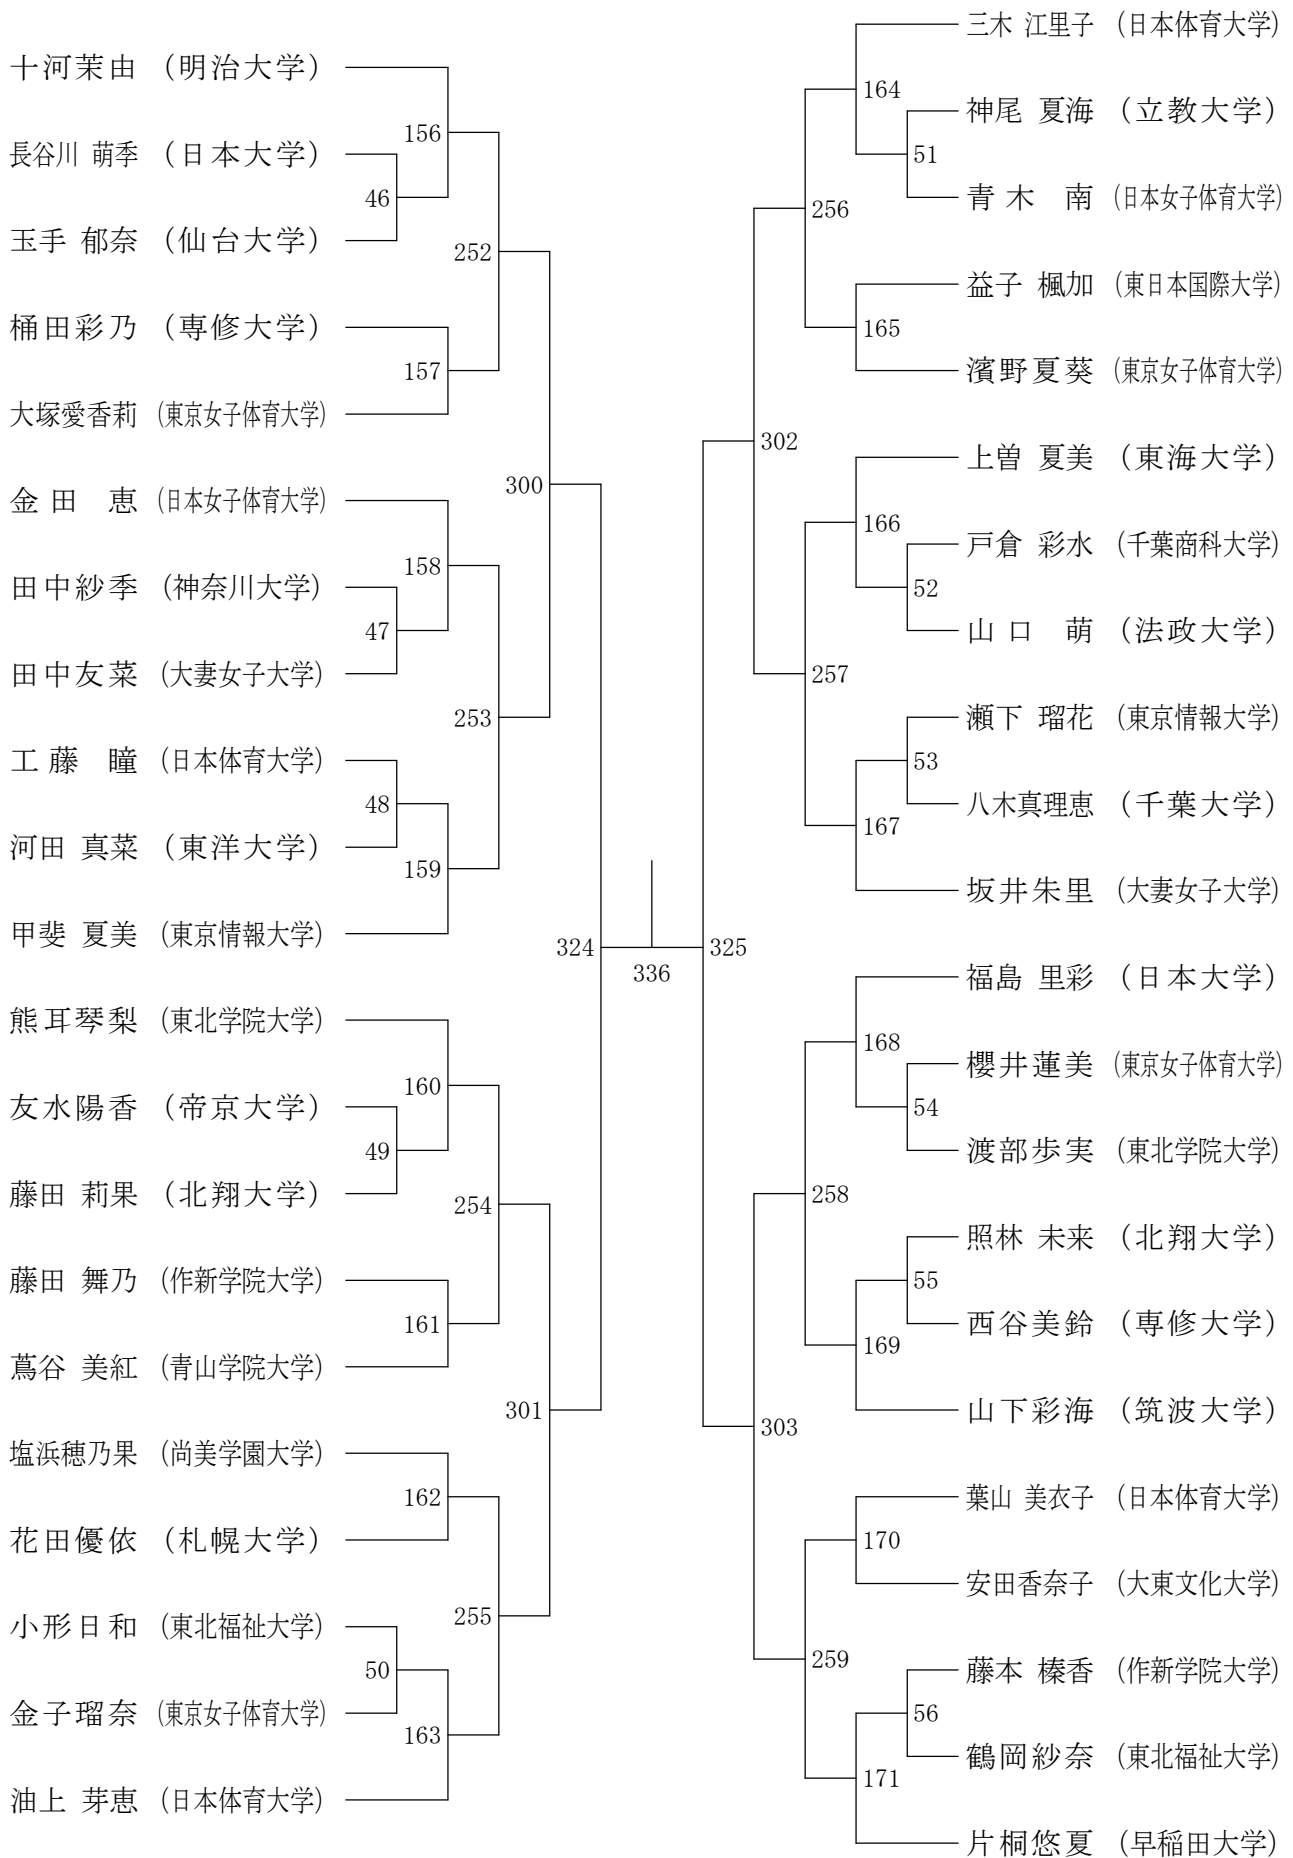 十河茉由 （明治大学）
長谷川 萌季 （日本大学）
玉手 郁奈 （仙台大学）
桶田彩乃 （専修大学）
大塚愛香莉 （東京女子体育大学）
金田 恵 （日本女子体育大学）
田中紗季 （神奈川大学）
田中友菜 （大妻女子大学）
工藤 瞳 （日本体育大学）
河田 真菜 （東洋大学）
甲斐 夏美 （東京情報大学）
熊耳琴梨 （東北学院大学）
友水陽香 （帝京大学）
藤田 莉果 （北翔大学）
藤田 舞乃 （作新学院大学）
蔦谷 美紅 （青山学院大学）
塩浜穂乃果 （尚美学園大学）
花田優依 （札幌大学）
小形日和 （東北福祉大学）
金子瑠奈 （東京女子体育大学）
油上 芽恵 （日本体育大学）
46
47
48
49
50
156
157
158
159
160
161
162
163
252
253
254
255
300
301
324
336
325
302
303
256
257
258
259
164
165
166
167
168
169
170
171
51
52
53
54
55
56
三木 江里子 （日本体育大学）
神尾 夏海 （立教大学）
青木 南 （日本女子体育大学）
益子 楓加 （東日本国際大学）
濱野夏葵 （東京女子体育大学）
上曽 夏美 （東海大学）
戸倉 彩水 （千葉商科大学）
山口 萌 （法政大学）
瀬下 瑠花 （東京情報大学）
八木真理恵 （千葉大学）
坂井朱里 （大妻女子大学）
福島 里彩 （日本大学）
櫻井蓮美 （東京女子体育大学）
渡部歩実 （東北学院大学）
照林 未来 （北翔大学）
西谷美鈴 （専修大学）
山下彩海 （筑波大学）
葉山 美衣子 （日本体育大学）
安田香奈子 （大東文化大学）
藤本 榛香 （作新学院大学）
鶴岡紗奈 （東北福祉大学）
片桐悠夏 （早稲田大学）